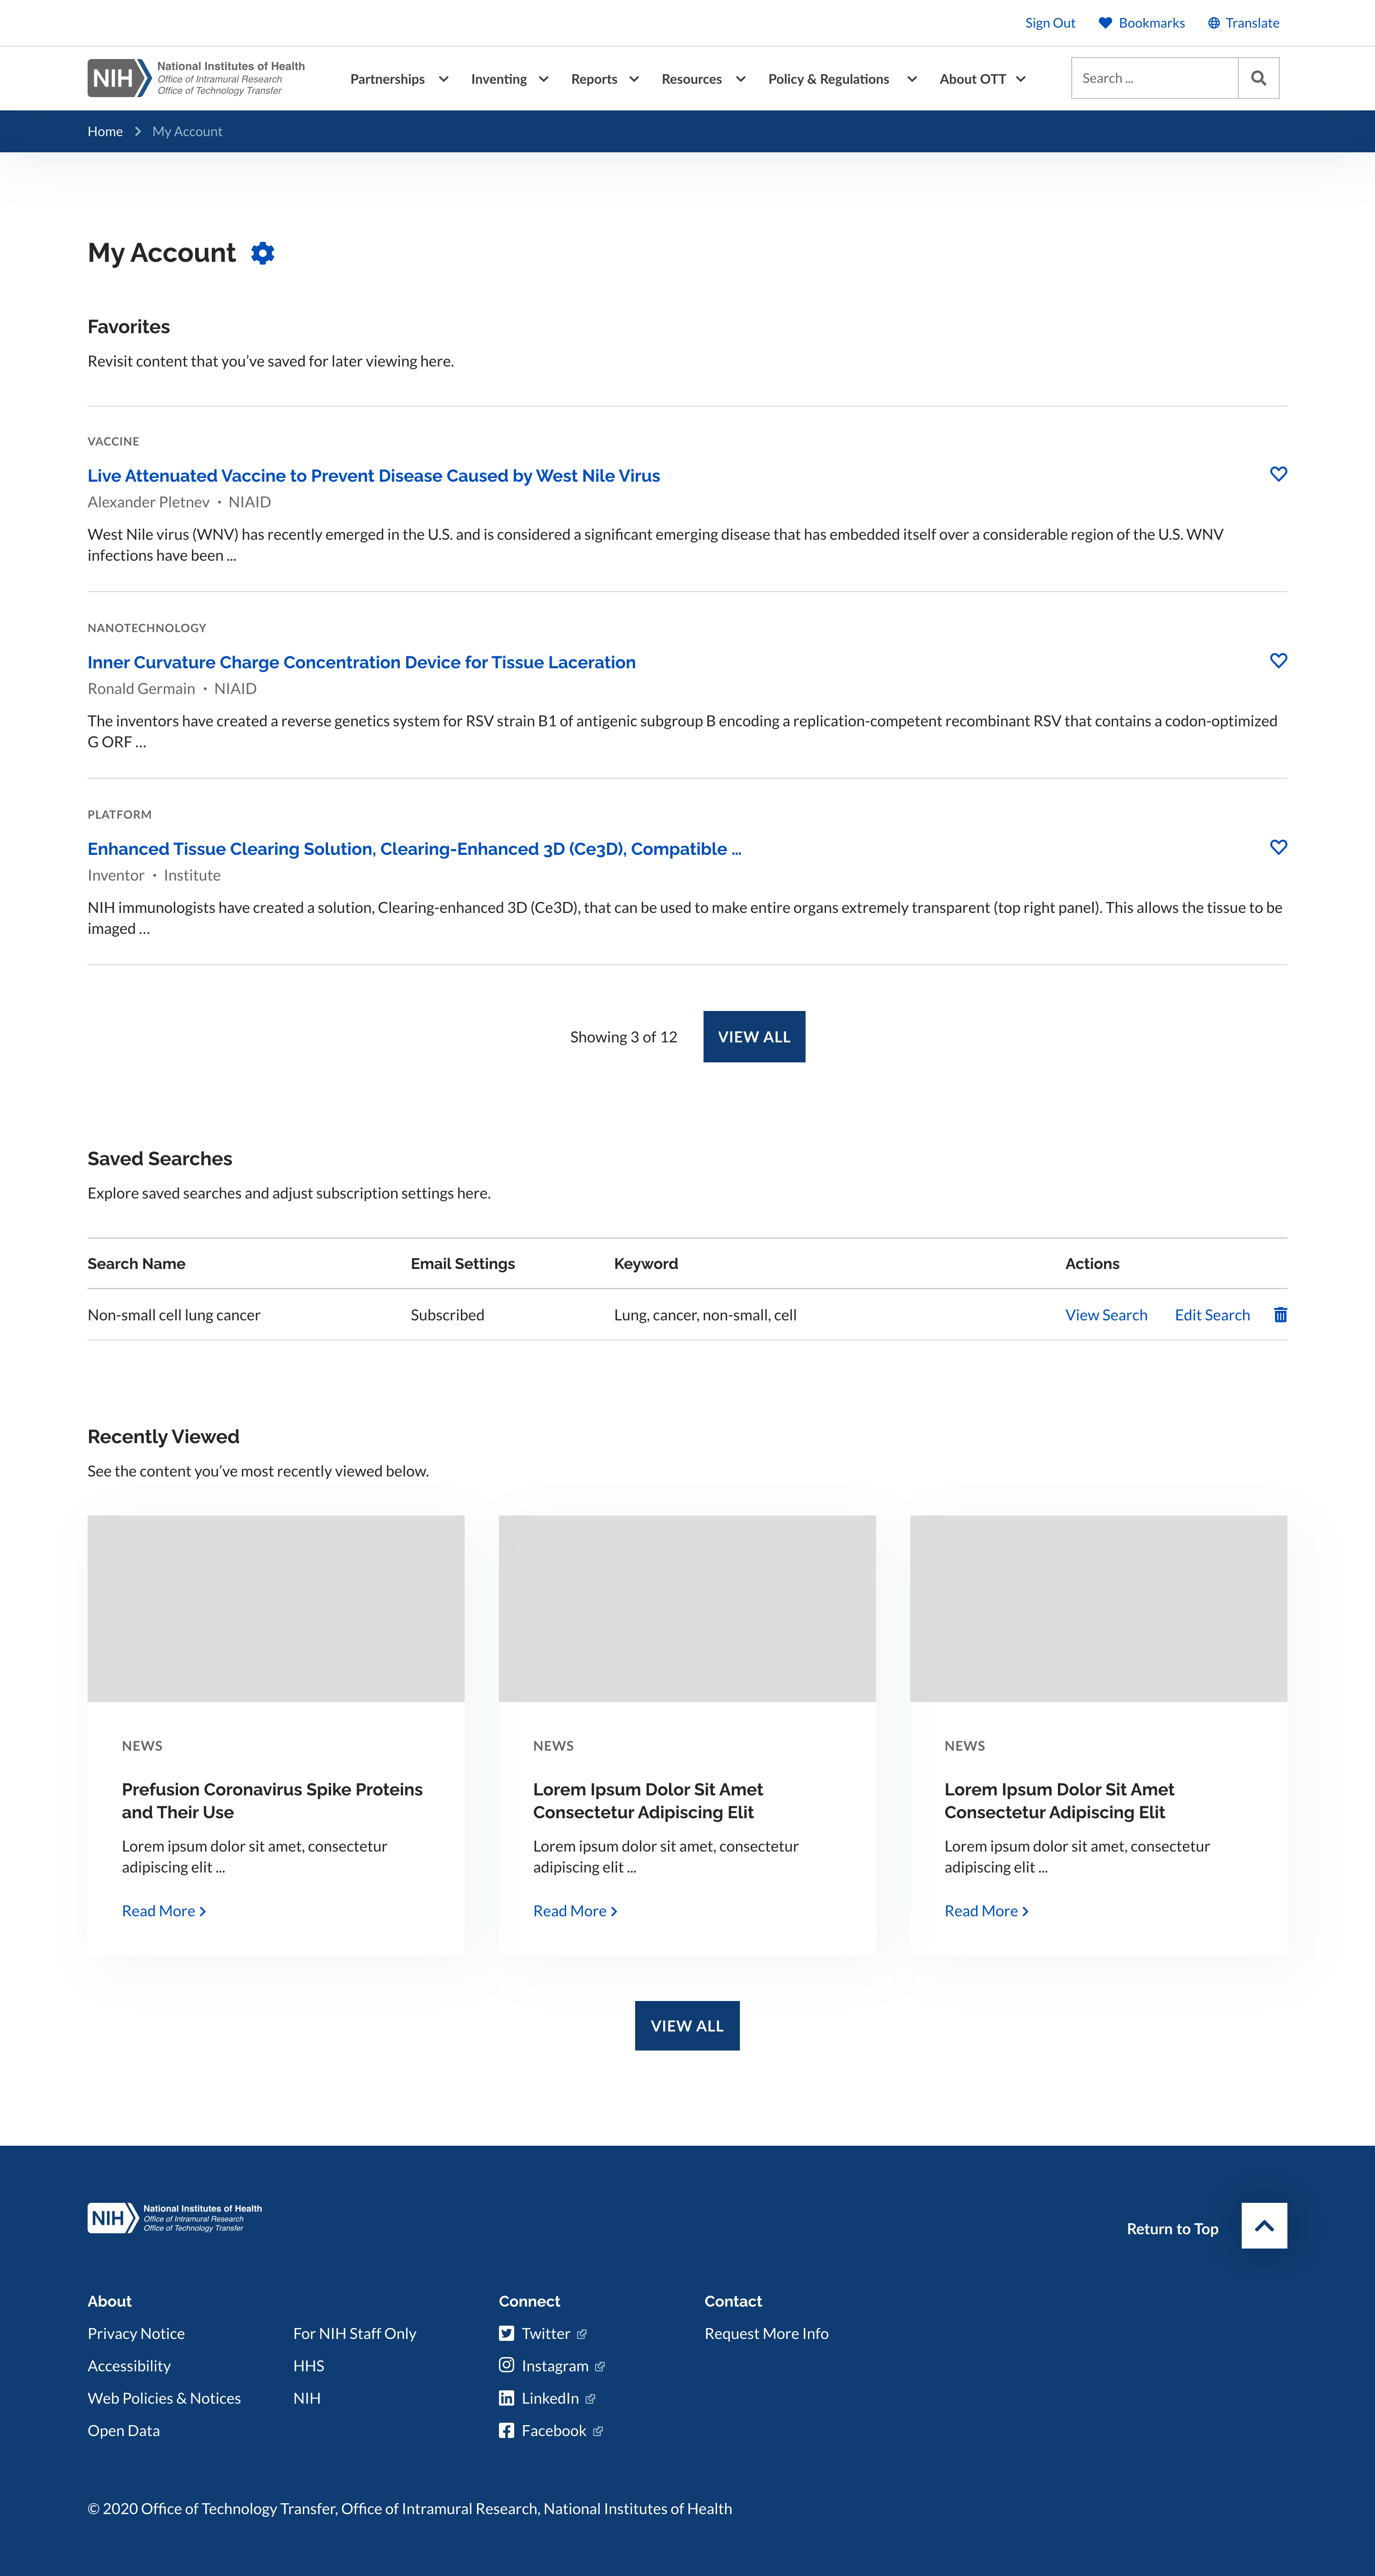 Sign Out Bookmarks Translate
NIH National Institutes of Health
Office of Intramural Research
Office of Technology Transfer
Partnerships Inventing Reports Resources Policy & Regulations About OTT Search ...
Home My Account
My Account
Favorites
Revisit content that you’ve saved for later viewing here.
VACCINE
Live Attenuated Vaccine to Prevent Disease Caused by West Nile Virus
Alexander Pletnev • NIAID
West Nile virus (WNV) has recently emerged in the U.S. and is considered a significant emerging disease that has embedded itself over a considerable region of the U.S. WNV
infections have been ...
NANOTECHNOLOGY
Inner Curvature Charge Concentration Device for Tissue Laceration
Ronald Germain • NIAID
The inventors have created a reverse genetics system for RSV strain B1 of antigenic subgroup B encoding a replication-competent recombinant RSV that contains a codon-optimized
G ORF …
PLATFORM
Enhanced Tissue Clearing Solution, Clearing-Enhanced 3D (Ce3D), Compatible ...
Inventor • Institute
NIH immunologists have created a solution, Clearing-enhanced 3D (Ce3D), that can be used to make entire organs extremely transparent (top right panel). This allows the tissue to be
imaged …
Showing 3 of 12 VIEW ALL
Saved Searches
Explore saved searches and adjust subscription settings here.
Search Name Email Settings Keyword Actions
Non-small cell lung cancer Subscribed Lung, cancer, non-small, cell View Search Edit Search
Recently Viewed
See the content you’ve most recently viewed below.
NEWS
Prefusion Coronavirus Spike Proteins
and Their Use
Lorem ipsum dolor sit amet, consectetur
adipiscing elit ...
Read More
NEWS
Lorem Ipsum Dolor Sit Amet
Consectetur Adipiscing Elit
Lorem ipsum dolor sit amet, consectetur
adipiscing elit ...
Read More
NEWS
Lorem Ipsum Dolor Sit Amet
Consectetur Adipiscing Elit
Lorem ipsum dolor sit amet, consectetur
adipiscing elit ...
Read More
VIEW ALL
NIH National Institutes of Health
Office of Intramural Research
Office of Technology Transfer
Return to Top
About
Privacy Notice
Accessibility
Web Policies & Notices
Open Data
For NIH Staff Only
HHS
NIH
Connect
Twitter
Instagram
LinkedIn
Facebook
Contact
Request More Info
© 2020 Office of Technology Transfer, Office of Intramural Research, National Institutes of Health